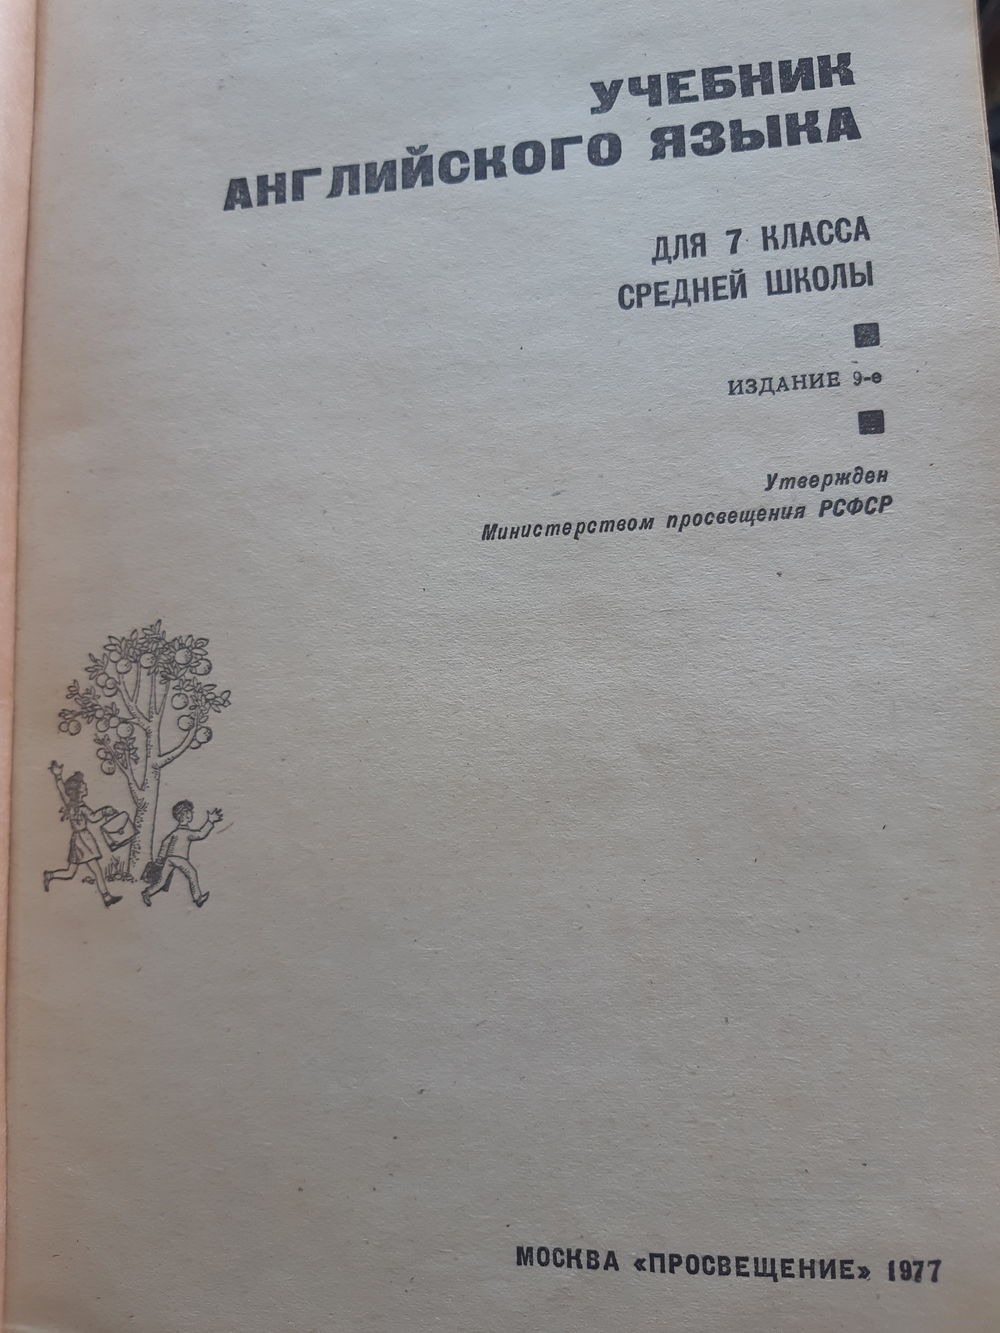 УЧЕБНИК
АНГЛИЙСКОГО ЯЗЫКА
ДЛЯ 7 КЛАССА
СРЕДНЕЙ ШКОЛЫ
ИЗДАНИЕ 9-е
Утвержден
Министерством просвещения РСФСР
МОСКВА «ПРОСВЕЩЕНИЕ» 1977